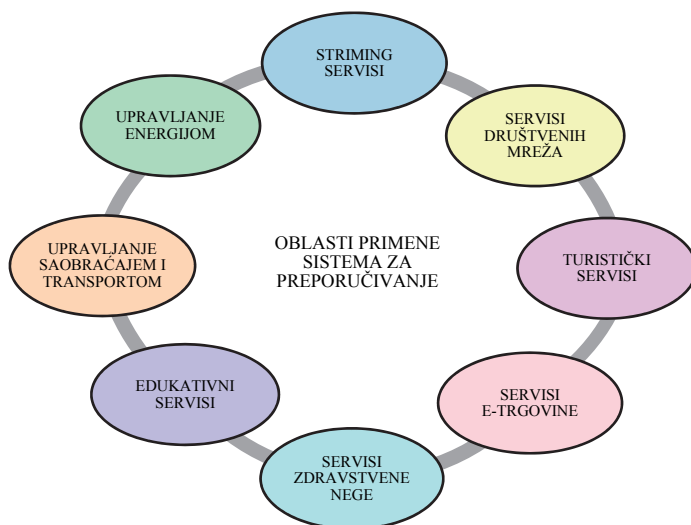 STRIMING
SERVISI
SERVISI
DRUŠTVENIH
MREŽA
TURISTIČKI
SERVISI
SERVISI
E-TRGOVINE
SERVISI
ZDRAVSTVENE
NEGE
EDUKATIVNI
SERVISI
UPRAVLJANJE
SAOBRAĆAJEM I
TRANSPORTOM
UPRAVLJANJE
ENERGIJOM
OBLASTI PRIMENE
SISTEMA ZA
PREPORUČIVANJE